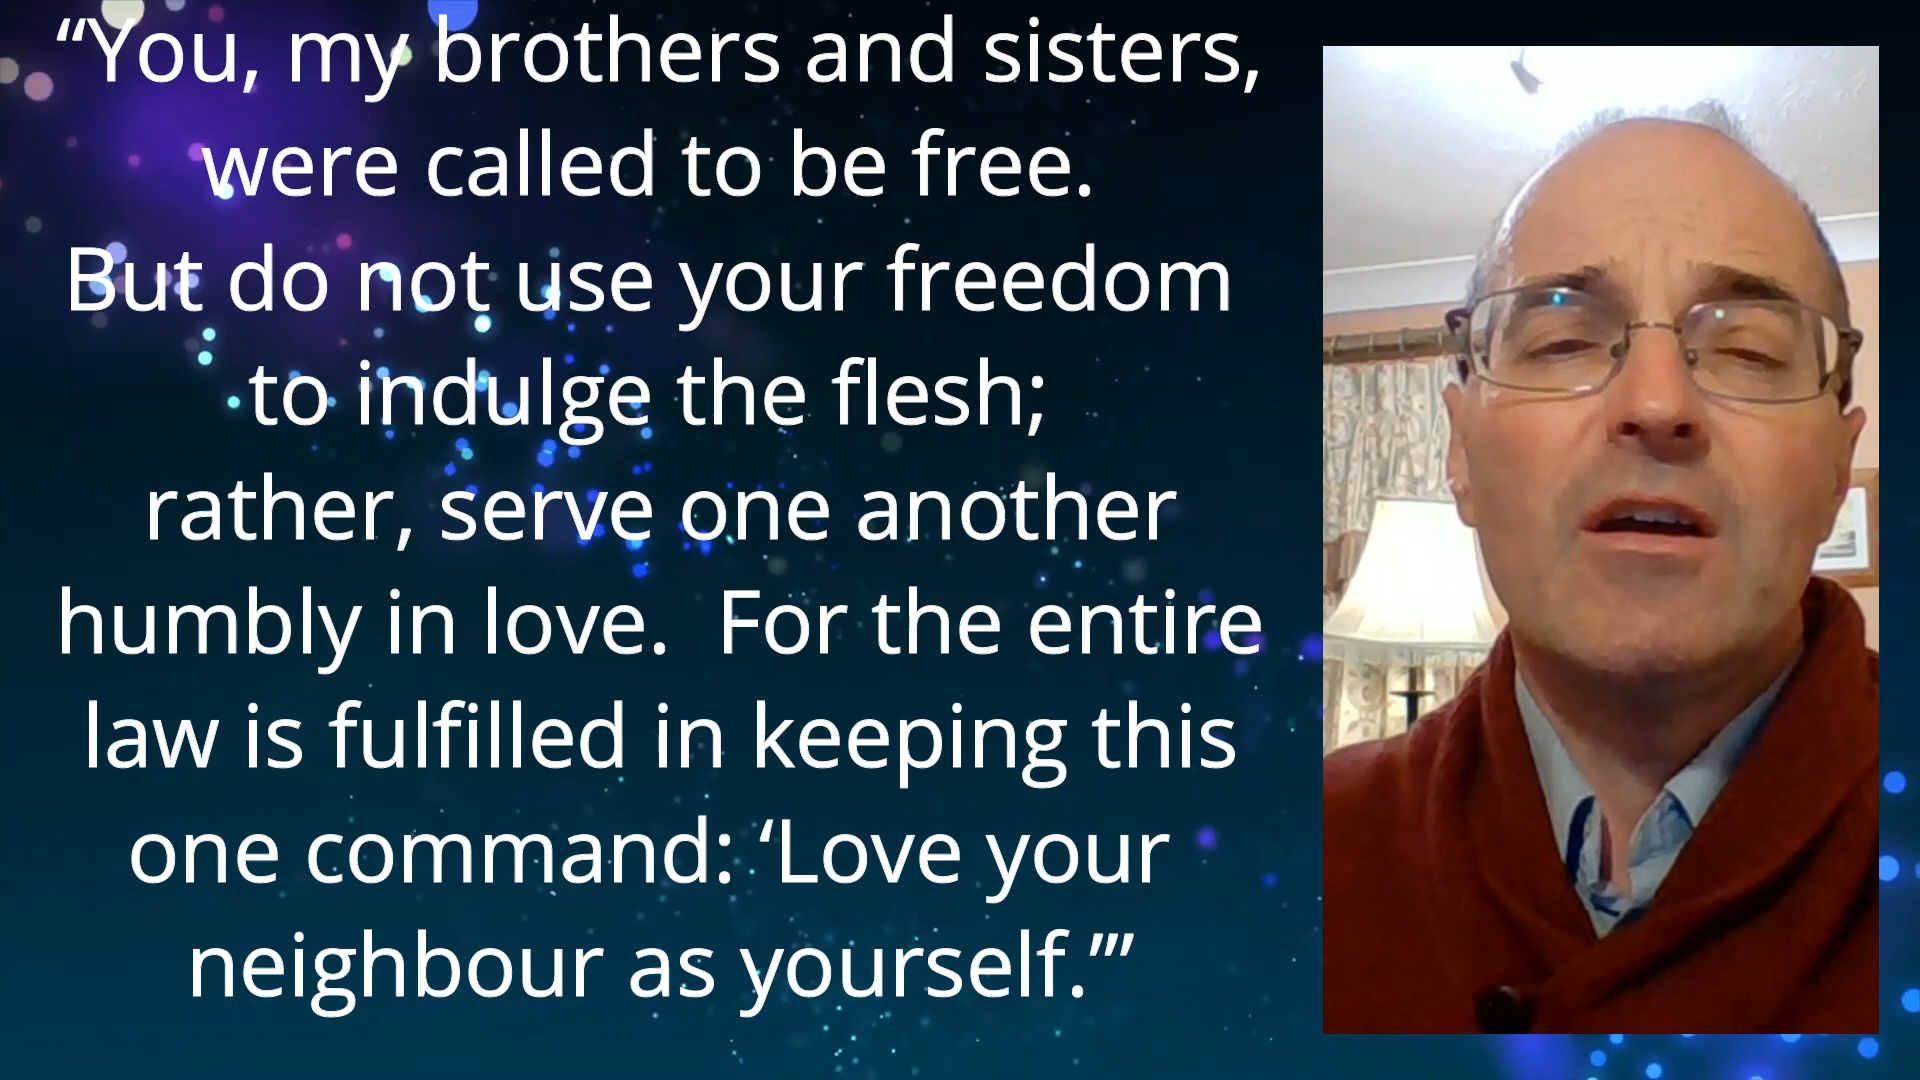 “You, my brothers and sisters,
were called to be free.
But do not use your freedom
to indulge the flesh;
rather, serve one another
humbly in love.  For the entire
law is fulfilled in keeping this
one command: ‘Love your
neighbour as yourself.’”